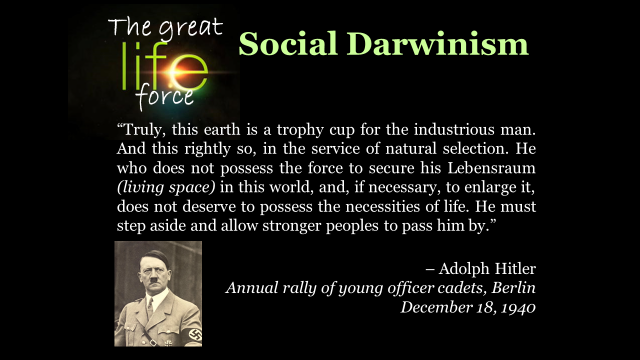 The great
life
force
Social Darwinism
“Truly, this earth is a trophy cup for the industrious man.
And this rightly so, in the service of natural selection. He
who does not possess the force to secure his Lebensraum
(living space) in this world, and, if necessary, to enlarge it,
does not deserve to possess the necessities of life. He must
step aside and allow stronger peoples to pass him by.”
– Adolph Hitler
Annual rally of young officer cadets, Berlin
December 18, 1940